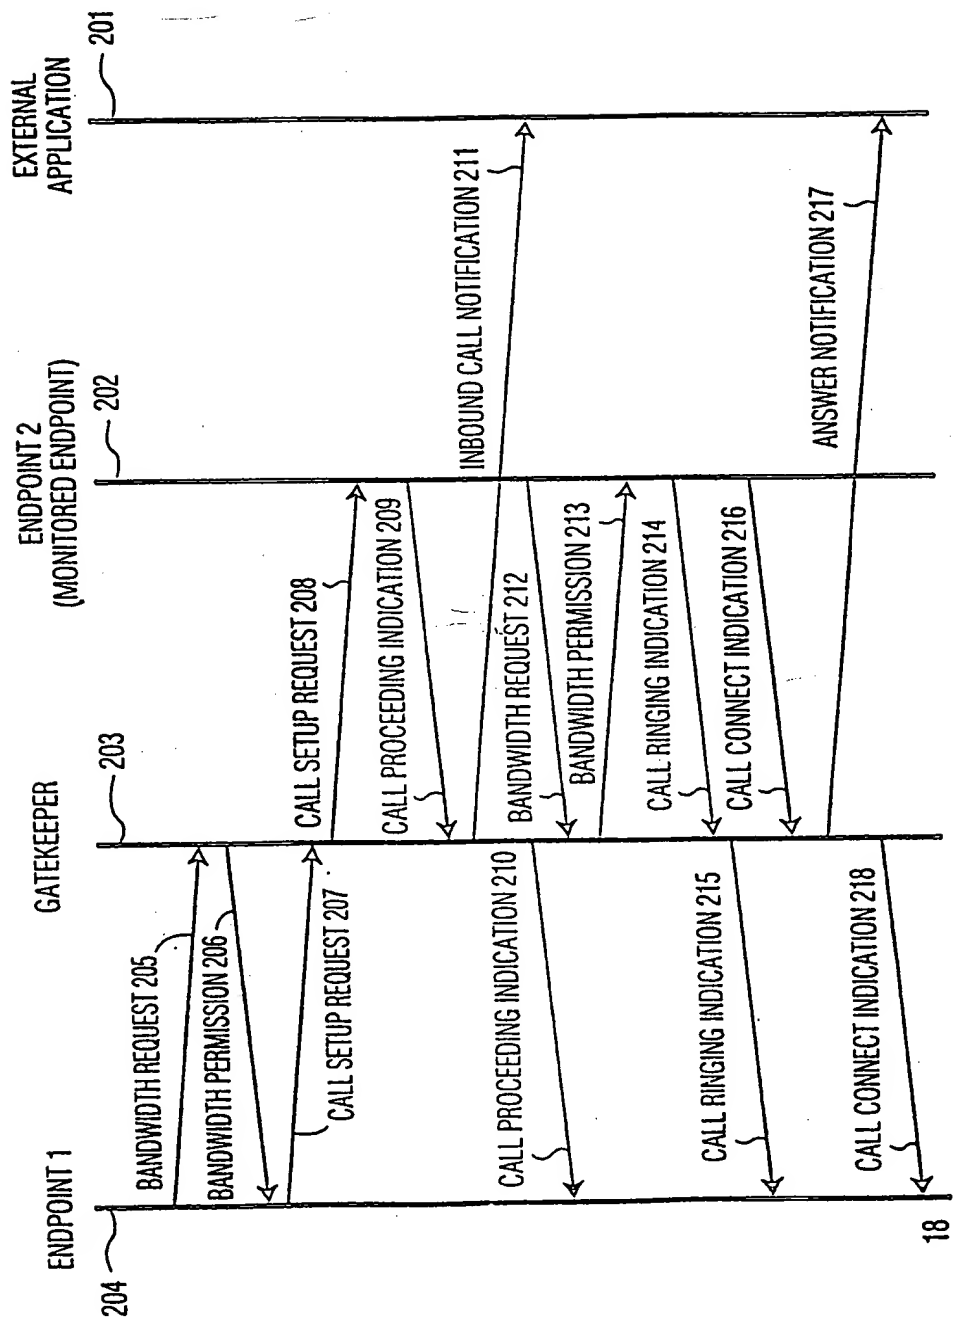 ENDPOINT 1
204
GATEKEEPER
203
ENDPOINT 2
(MONITORED ENDPOINT)
202
EXTERNAL
APPLICATION
201
BANDWIDTH REQUEST 205
BANDWIDTH PERMISSION 206
CALL SETUP REQUEST 207
CALL SETUP REQUEST 208
CALL PROCEEDING INDICATION 209
CALL PROCEEDING INDICATION 210
INBOUND CALL NOTIFICATION 211
BANDWIDTH REQUEST 212
BANDWIDTH PERMISSION 213
CALL RINGING INDICATION 214
CALL RINGING INDICATION 215
CALL CONNECT INDICATION 216
ANSWER NOTIFICATION 217
CALL CONNECT INDICATION 218
18